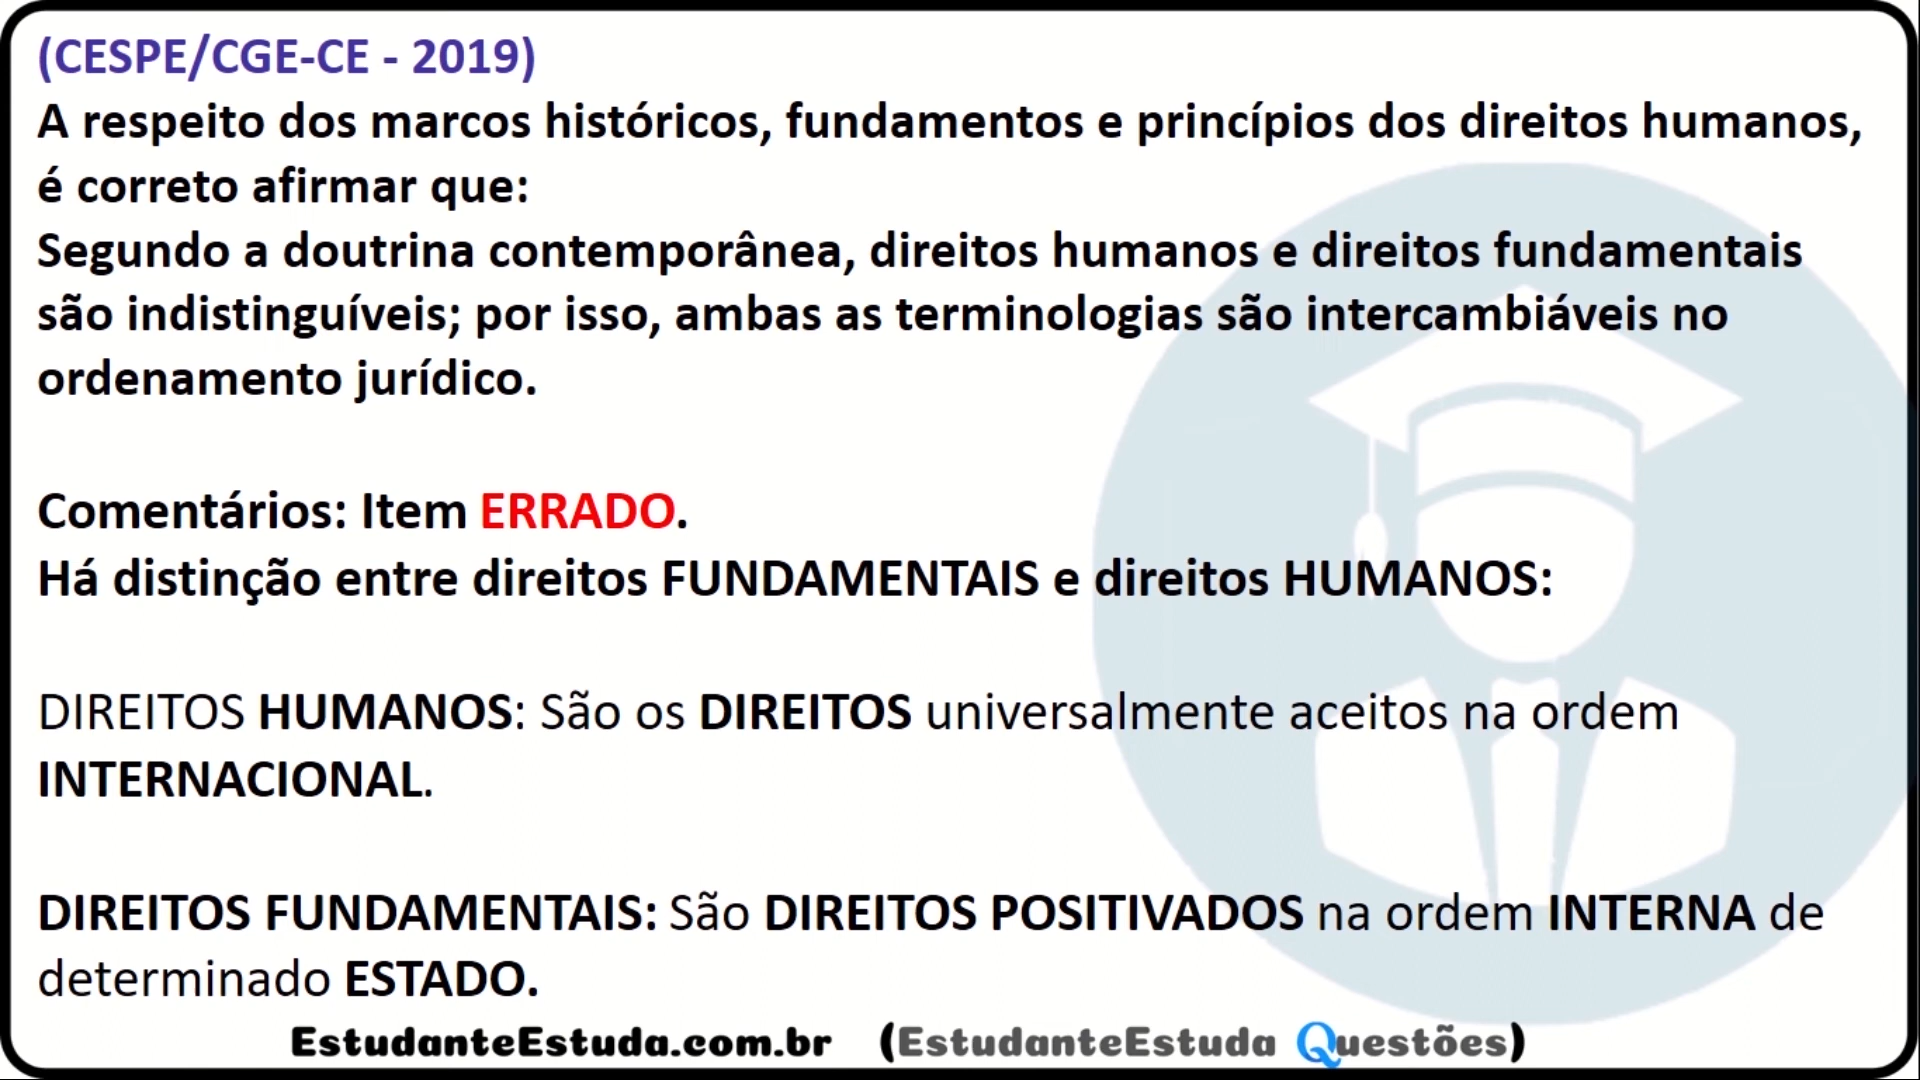 (CESPE/CGE-CE - 2019)
A respeito dos marcos históricos, fundamentos e princípios dos direitos humanos,
é correto afirmar que:
Segundo a doutrina contemporânea, direitos humanos e direitos fundamentais
são indistinguíveis; por isso, ambas as terminologias são intercambiáveis no
ordenamento jurídico.
Comentários: Item ERRADO.
Há distinção entre direitos FUNDAMENTAIS e direitos HUMANOS:
DIREITOS HUMANOS: São os DIREITOS universalmente aceitos na ordem
INTERNACIONAL.
DIREITOS FUNDAMENTAIS: São DIREITOS POSITIVADOS na ordem INTERNA de
determinado ESTADO.
EstudanteEstuda.com.br (EstudanteEstuda Questões)